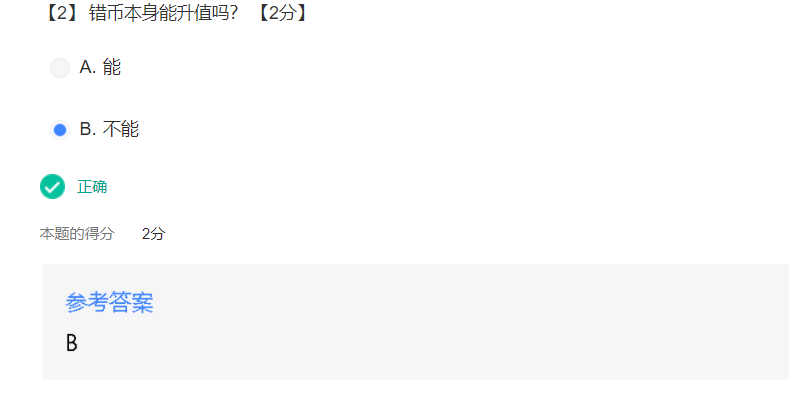 【2】 错币本身能升值吗? 【2分】
A. 能
B. 不能
正确
本题的得分 2分
参考答案
B